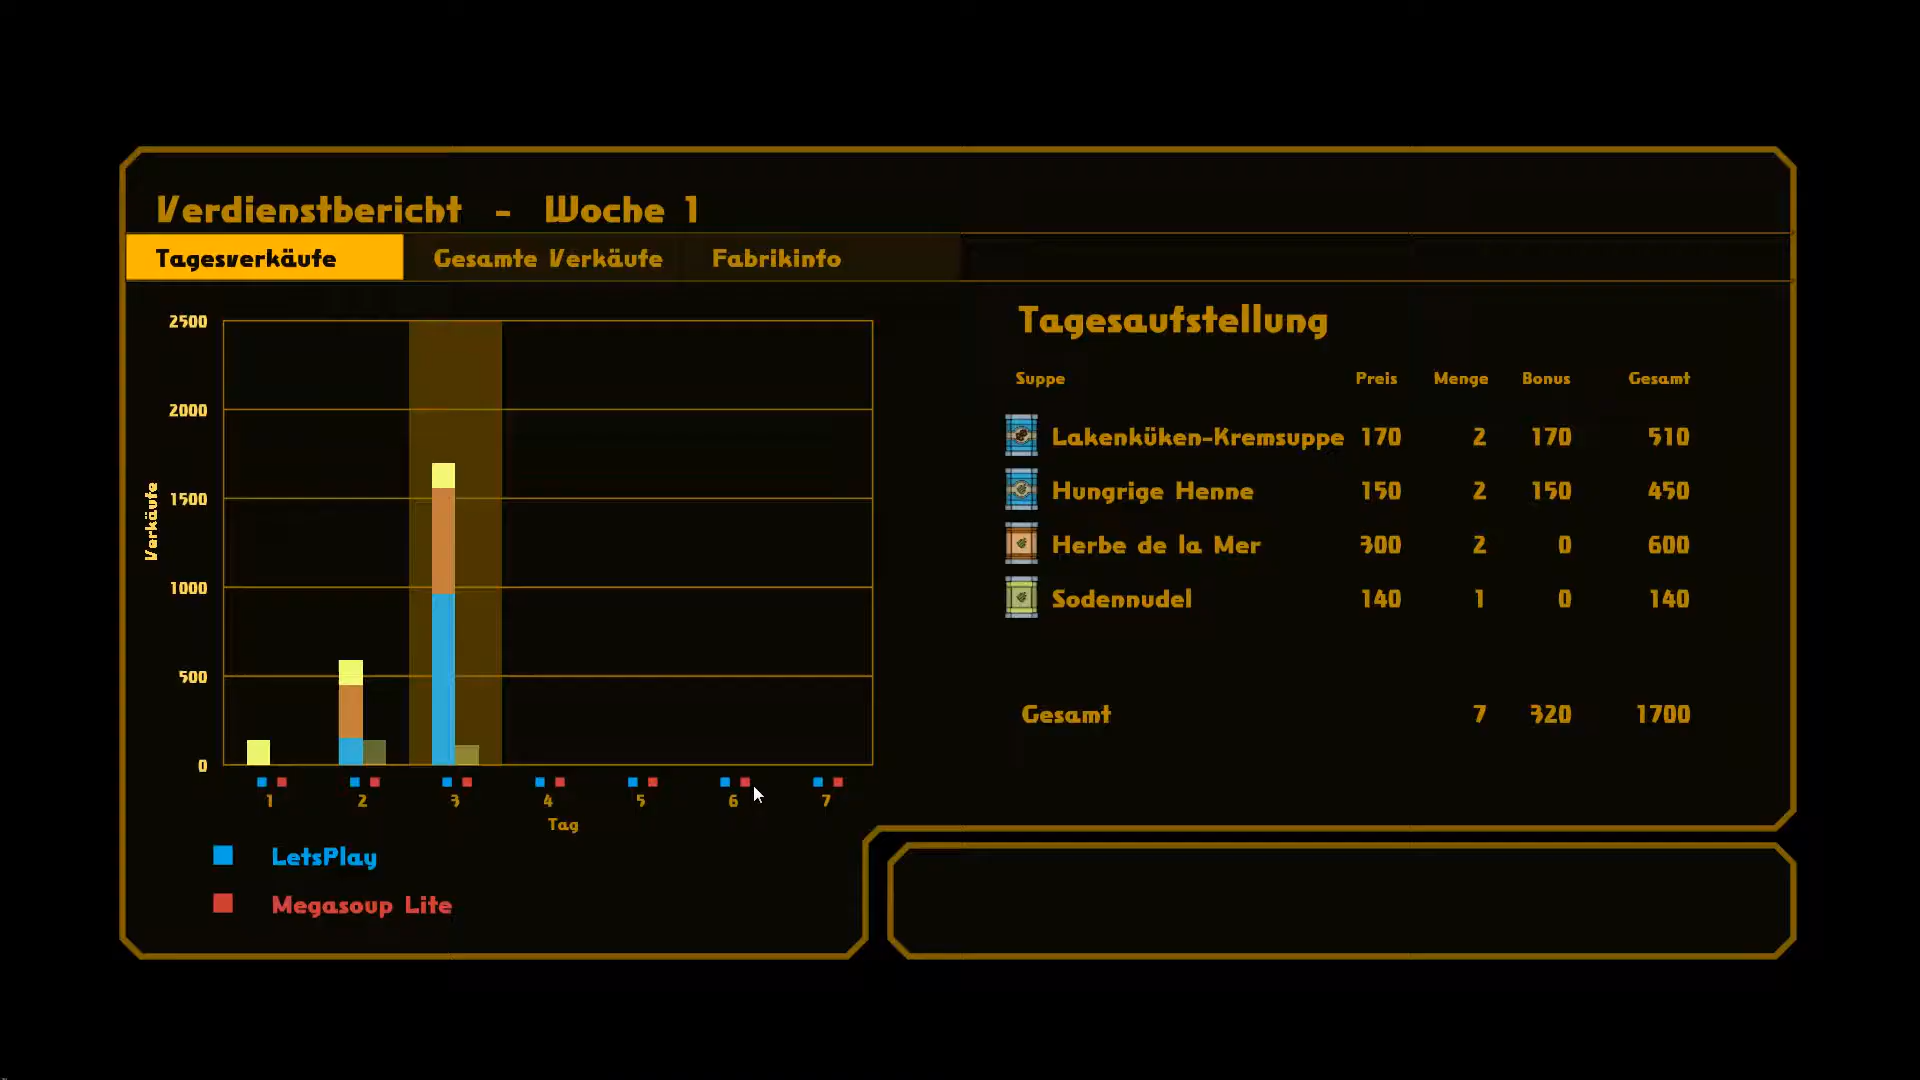 Verdienstbericht - Woche 1
Tagesverkäufe Gesamte Verkäufe Fabrikinfo
2500
2000
1500
1000
500
0
Verkäufe
1 2 3 4 5 6 7
Tag
LetsPlay
Megasoup Lite
Tagesaufstellung
Suppe Preis Menge Bonus Gesamt
Lakenküken-Kremsuppe 170 2 170 510
Hungrige Henne 150 2 150 450
Herbe de la Mer 300 2 0 600
Sodennudel 140 1 0 140
Gesamt 7 320 1700